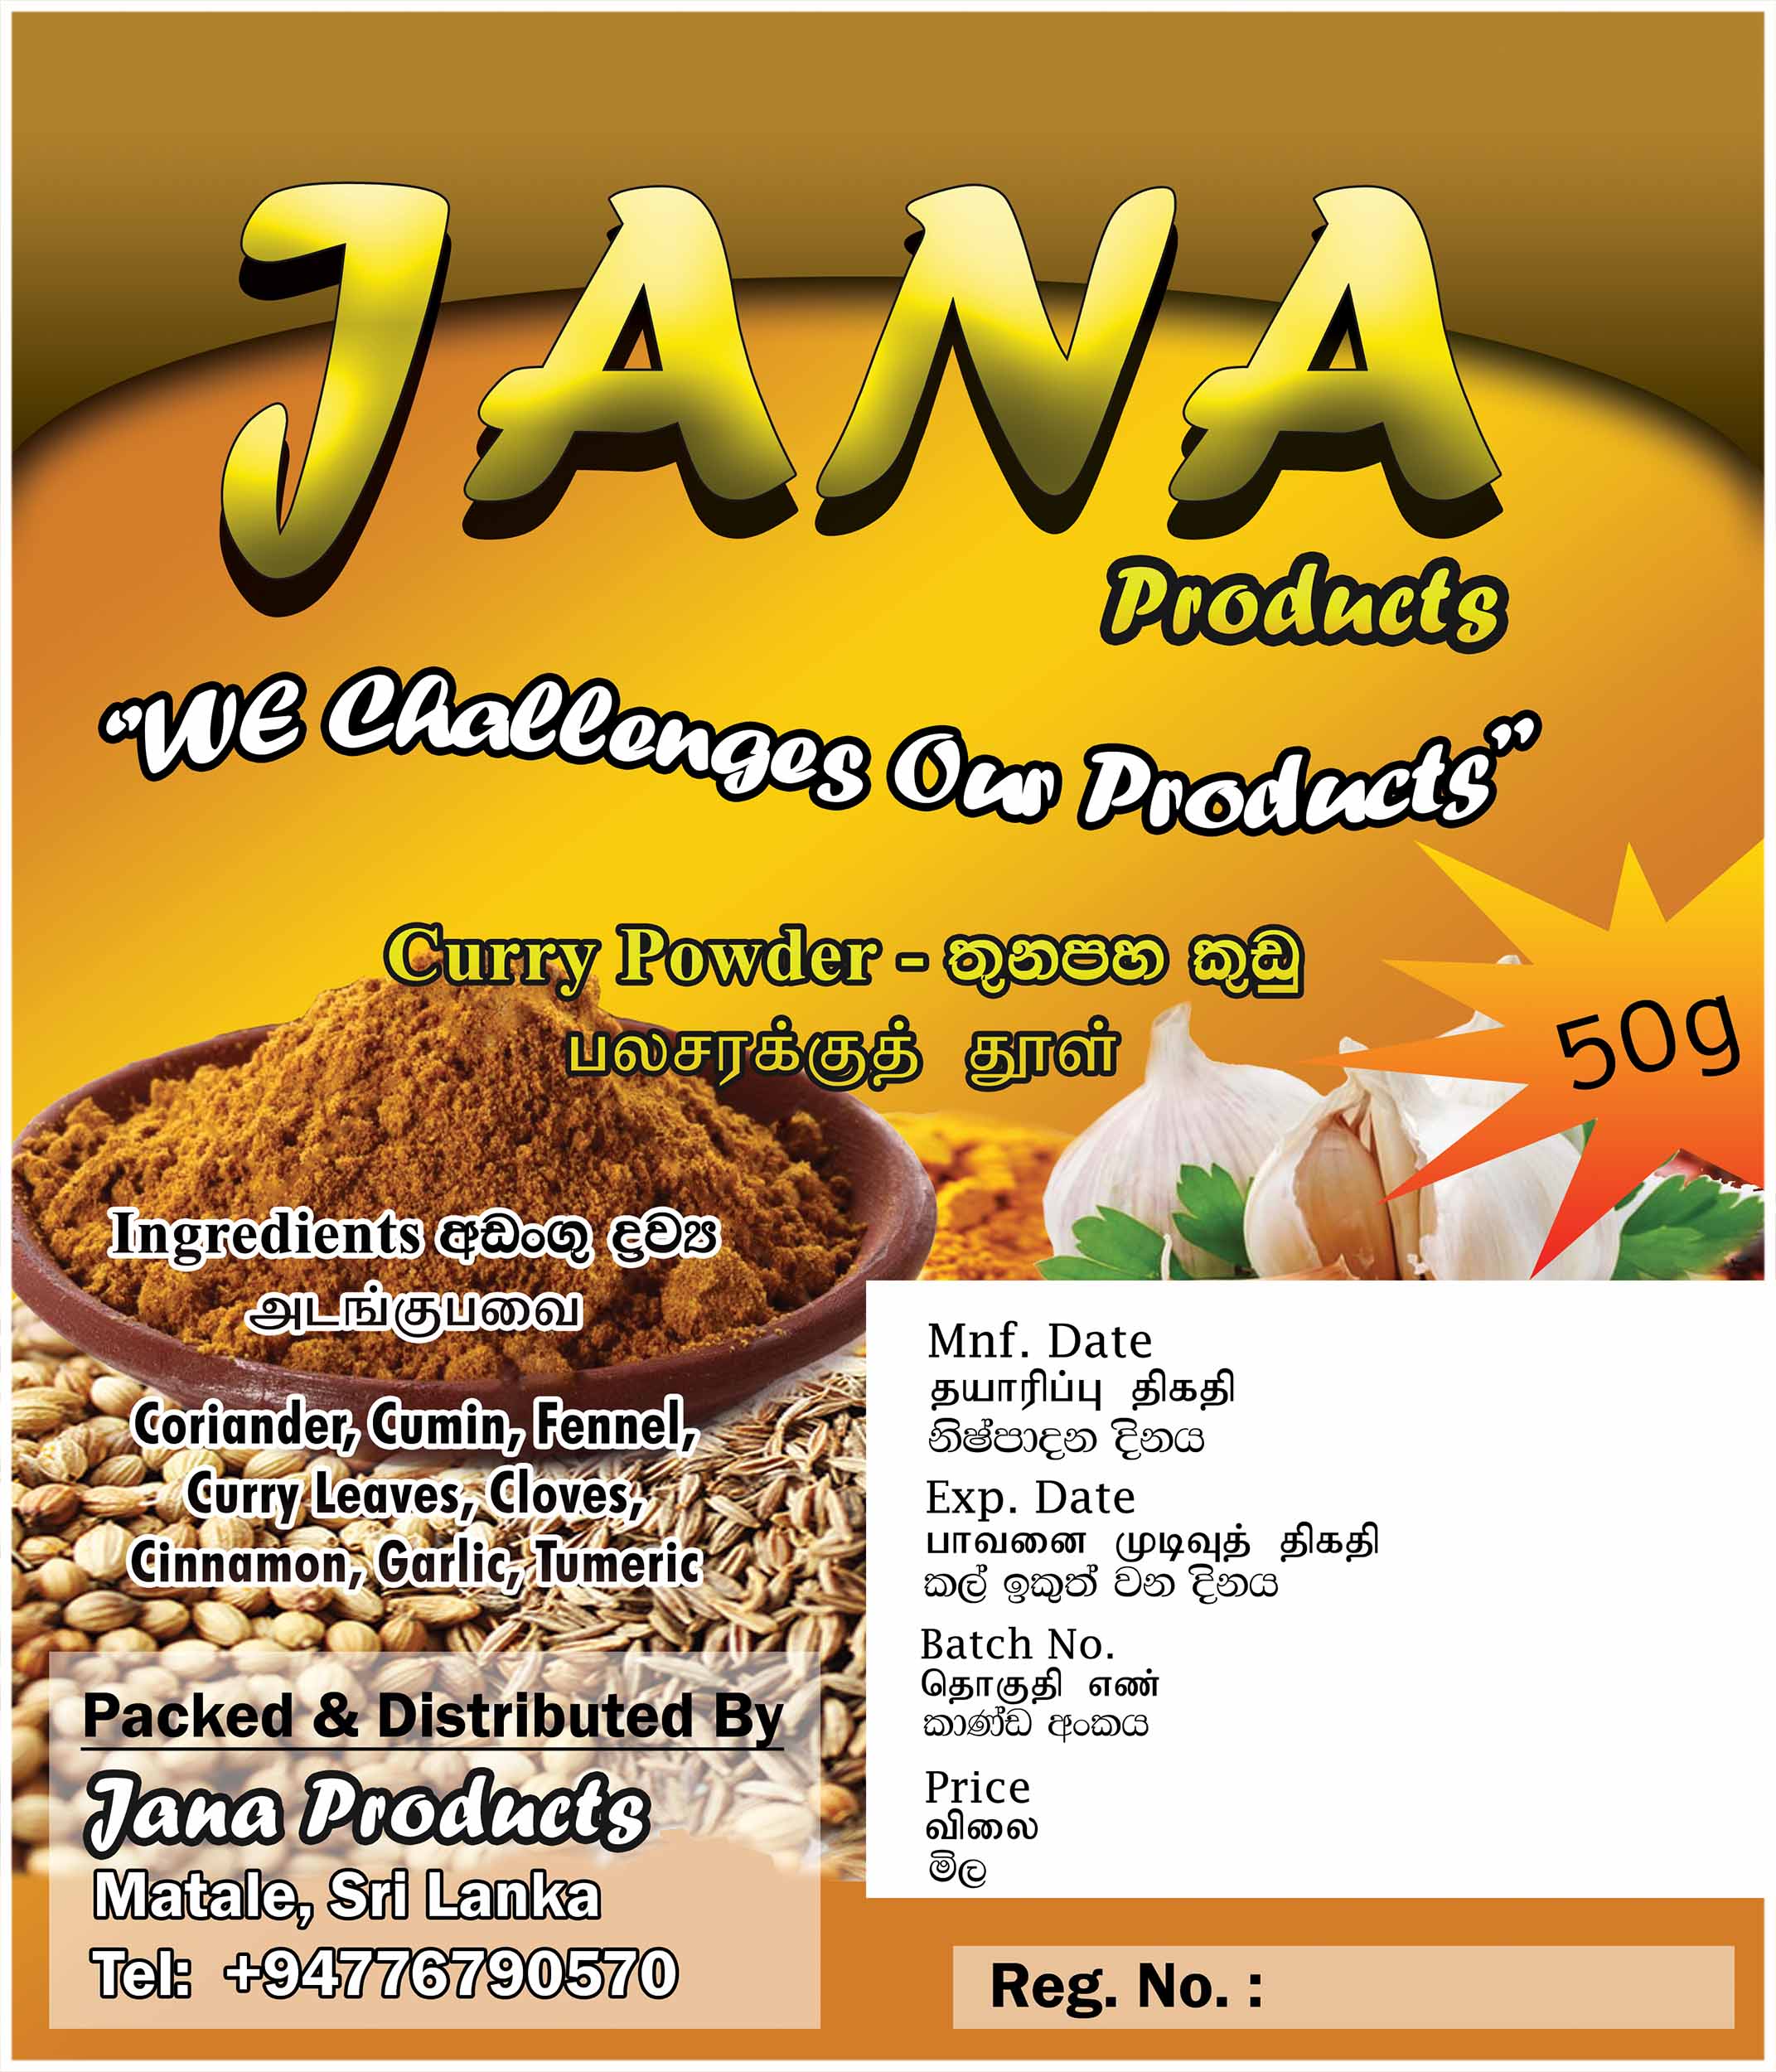 JANA
Products
“WE Challenges Our Products”
Curry Powder - තුනපහ කුඩු
பலசரக்குத் தூள்
50g
Ingredients අඩංගු ද්‍රව්‍ය
அடங்குபவை
Coriander, Cumin, Fennel,
Curry Leaves, Cloves,
Cinnamon, Garlic, Tumeric
Packed & Distributed By
Jana Products
Matale, Sri Lanka
Tel: +94776790570
Mnf. Date
தயாரிப்பு திகதி
නිෂ්පාදන දිනය
Exp. Date
பாவனை முடிவுத் திகதி
කල් ඉකුත් වන දිනය
Batch No.
தொகுதி எண்
කාණ්ඩ අංකය
Price
விலை
මිල
Reg. No. :